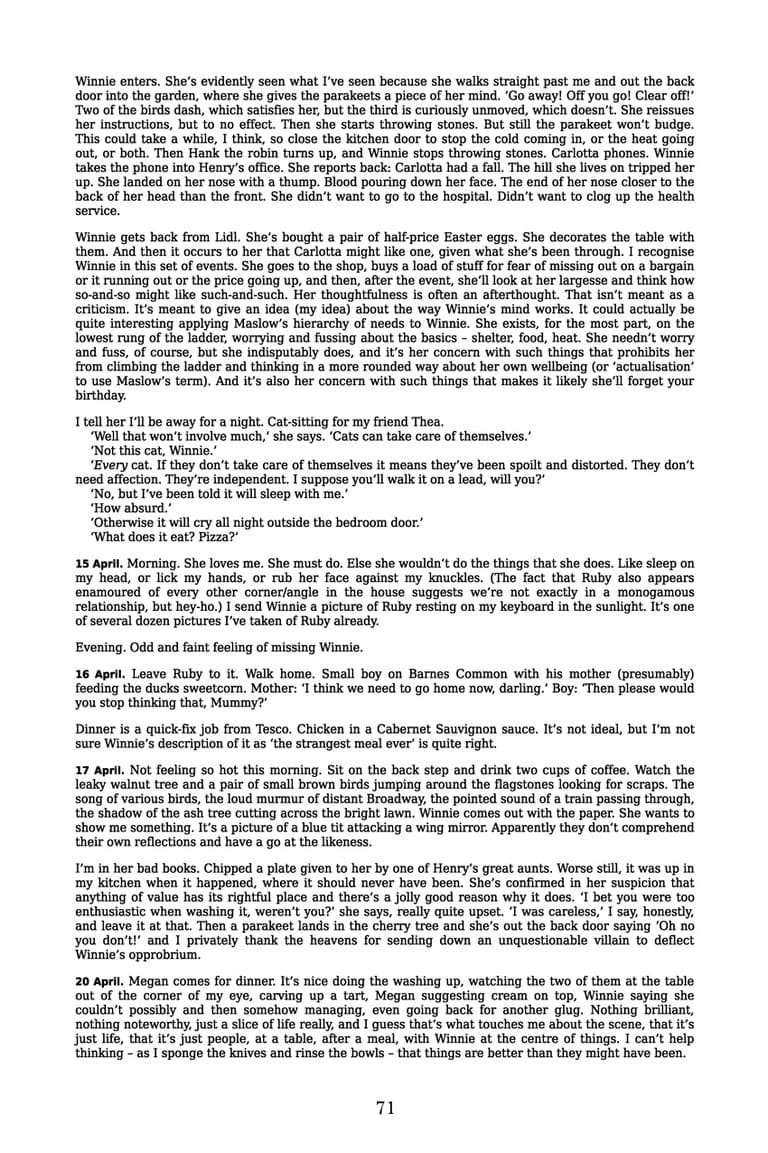 Winnie enters. She’s evidently seen what I’ve seen because she walks straight past me and out the back
door into the garden, where she gives the parakeets a piece of her mind. ‘Go away! Off you go! Clear off!’
Two of the birds dash, which satisfies her, but the third is curiously unmoved, which doesn’t. She reissues
her instructions, but to no effect. Then she starts throwing stones. But still the parakeet won’t budge.
This could take a while, I think, so close the kitchen door to stop the cold coming in, or the heat going
out, or both. Then Hank the robin turns up, and Winnie stops throwing stones. Carlotta phones. Winnie
takes the phone into Henry’s office. She reports back: Carlotta had a fall. The hill she lives on tripped her
up. She landed on her nose with a thump. Blood pouring down her face. The end of her nose closer to the
back of her head than the front. She didn’t want to go to the hospital. Didn’t want to clog up the health
service.
Winnie gets back from Lidl. She’s bought a pair of half-price Easter eggs. She decorates the table with
them. And then it occurs to her that Carlotta might like one, given what she’s been through. I recognise
Winnie in this set of events. She goes to the shop, buys a load of stuff for fear of missing out on a bargain
or it running out or the price going up, and then, after the event, she’ll look at her largesse and think how
so-and-so might like such-and-such. Her thoughtfulness is often an afterthought. That isn’t meant as a
criticism. It’s meant to give an idea (my idea) about the way Winnie’s mind works. It could actually be
quite interesting applying Maslow’s hierarchy of needs to Winnie. She exists, for the most part, on the
lowest rung of the ladder, worrying and fussing about the basics – shelter, food, heat. She needn’t worry
and fuss, of course, but she indisputably does, and it’s her concern with such things that prohibits her
from climbing the ladder and thinking in a more rounded way about her own wellbeing (or ‘actualisation’
to use Maslow’s term). And it’s also her concern with such things that makes it likely she’ll forget your
birthday.
I tell her I’ll be away for a night. Cat-sitting for my friend Thea.
‘Well that won’t involve much,’ she says. ‘Cats can take care of themselves.’
‘Not this cat, Winnie.’
‘Every cat. If they don’t take care of themselves it means they’ve been spoilt and distorted. They don’t
need affection. They’re independent. I suppose you’ll walk it on a lead, will you?’
‘No, but I’ve been told it will sleep with me.’
‘How absurd.’
‘Otherwise it will cry all night outside the bedroom door.’
‘What does it eat? Pizza?’
15 April. Morning. She loves me. She must do. Else she wouldn’t do the things that she does. Like sleep on
my head, or lick my hands, or rub her face against my knuckles. (The fact that Ruby also appears
enamoured of every other corner/angle in the house suggests we’re not exactly in a monogamous
relationship, but hey-ho.) I send Winnie a picture of Ruby resting on my keyboard in the sunlight. It’s one
of several dozen pictures I’ve taken of Ruby already.
Evening. Odd and faint feeling of missing Winnie.
16 April. Leave Ruby to it. Walk home. Small boy on Barnes Common with his mother (presumably)
feeding the ducks sweetcorn. Mother: ‘I think we need to go home now, darling.’ Boy: ‘Then please would
you stop thinking that, Mummy?’
Dinner is a quick-fix job from Tesco. Chicken in a Cabernet Sauvignon sauce. It’s not ideal, but I’m not
sure Winnie’s description of it as ‘the strangest meal ever’ is quite right.
17 April. Not feeling so hot this morning. Sit on the back step and drink two cups of coffee. Watch the
leaky walnut tree and a pair of small brown birds jumping around the flagstones looking for scraps. The
song of various birds, the loud murmur of distant Broadway, the pointed sound of a train passing through,
the shadow of the ash tree cutting across the bright lawn. Winnie comes out with the paper. She wants to
show me something. It’s a picture of a blue tit attacking a wing mirror. Apparently they don’t comprehend
their own reflections and have a go at the likeness.
I’m in her bad books. Chipped a plate given to her by one of Henry’s great aunts. Worse still, it was up in
my kitchen when it happened, where it should never have been. She’s confirmed in her suspicion that
anything of value has its rightful place and there’s a jolly good reason why it does. ‘I bet you were too
enthusiastic when washing it, weren’t you?’ she says, really quite upset. ‘I was careless,’ I say, honestly,
and leave it at that. Then a parakeet lands in the cherry tree and she’s out the back door saying ‘Oh no
you don’t!’ and I privately thank the heavens for sending down an unquestionable villain to deflect
Winnie’s opprobrium.
20 April. Megan comes for dinner. It’s nice doing the washing up, watching the two of them at the table
out of the corner of my eye, carving up a tart, Megan suggesting cream on top, Winnie saying she
couldn’t possibly and then somehow managing, even going back for another glug. Nothing brilliant,
nothing noteworthy, just a slice of life really, and I guess that’s what touches me about the scene, that it’s
just life, that it’s just people, at a table, after a meal, with Winnie at the centre of things. I can’t help
thinking – as I sponge the knives and rinse the bowls – that things are better than they might have been.
71